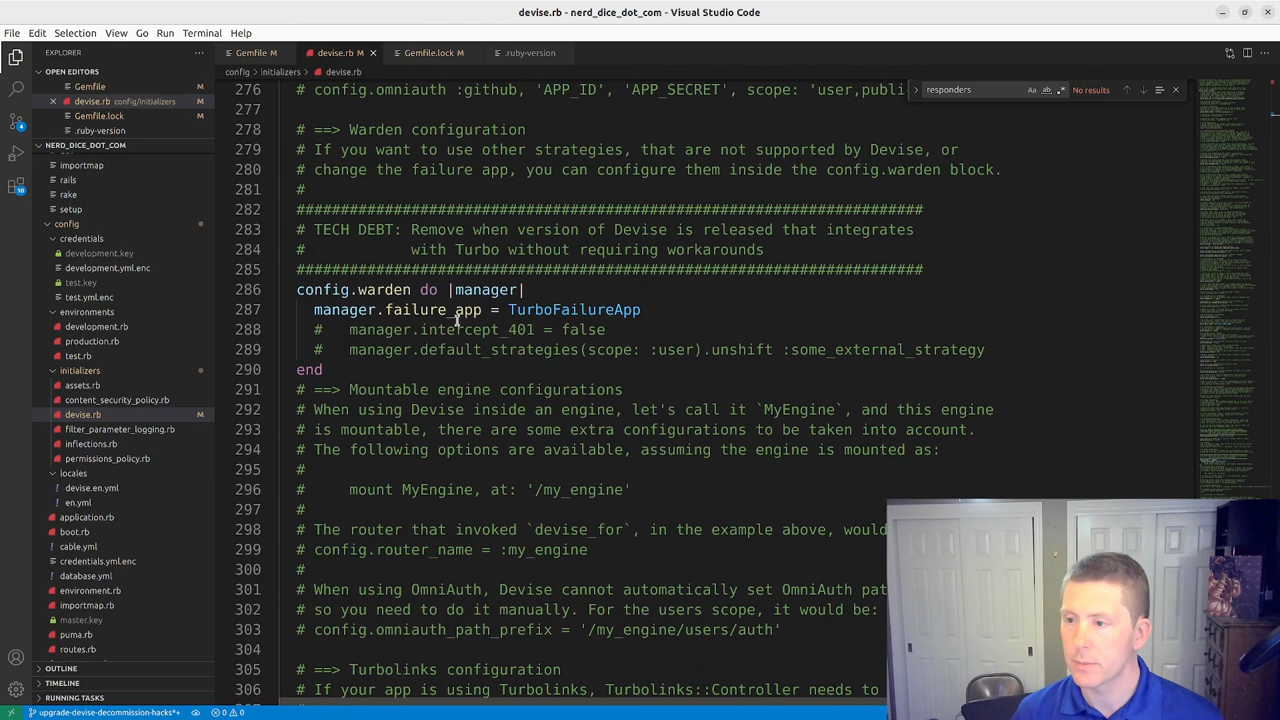 devise.rb - nerd_dice_dot_com - Visual Studio Code
File Edit Selection View Go Run Terminal Help
EXPLORER
Gemfile M
devise.rb M
Gemfile.lock M
.ruby-version
config › initializers › devise.rb
OPEN EDITORS
Gemfile M
devise.rb config/initializers M
Gemfile.lock M
.ruby-version
NERD_DICE_DOT_COM
importmap
rails
rake
setup
config
credentials
development.key
development.yml.enc
test.key
test.yml.enc
environments
development.rb
production.rb
test.rb
initializers
assets.rb
content_security_policy.rb
devise.rb M
filter_parameter_logging.rb
inflections.rb
permissions_policy.rb
locales
devise.en.yml
en.yml
application.rb
boot.rb
cable.yml
credentials.yml.enc
database.yml
environment.rb
importmap.rb
master.key
puma.rb
routes.rb
OUTLINE
TIMELINE
RUNNING TASKS
4
10
responders Aa ab No results
276 # config.omniauth :github, 'APP_ID', 'APP_SECRET', scope: 'user,publi
277
278 # ==> Warden configuration
279 # If you want to use other strategies, that are not supported by Devise, or
280 # change the failure app, you can configure them inside the config.warden block.
281 #
282 #######################################################################
283 # TECH DEBT: Remove when version of Devise is released that integrates
284 # with Turbo without requiring workarounds
285 #######################################################################
286 config.warden do |manager|
287 manager.failure_app = TurboFailureApp
288 # manager.intercept_401 = false
289 # manager.default_strategies(scope: :user).unshift :some_external_strategy
290 end
291 # ==> Mountable engine configurations
292 # When using Devise inside an engine, let's call it `MyEngine`, and this engine
293 # is mountable, there are some extra configurations to be taken into account.
294 # The following options are available, assuming the engine is mounted as:
295 #
296 # mount MyEngine, at: '/my_engine'
297 #
298 # The router that invoked `devise_for`, in the example above, would
299 # config.router_name = :my_engine
300 #
301 # When using OmniAuth, Devise cannot automatically set OmniAuth pat
302 # so you need to do it manually. For the users scope, it would be:
303 # config.omniauth_path_prefix = '/my_engine/users/auth'
304
305 # ==> Turbolinks configuration
306 # If your app is using Turbolinks, Turbolinks::Controller needs to
upgrade-devise-decommission-hacks*+ 0 0